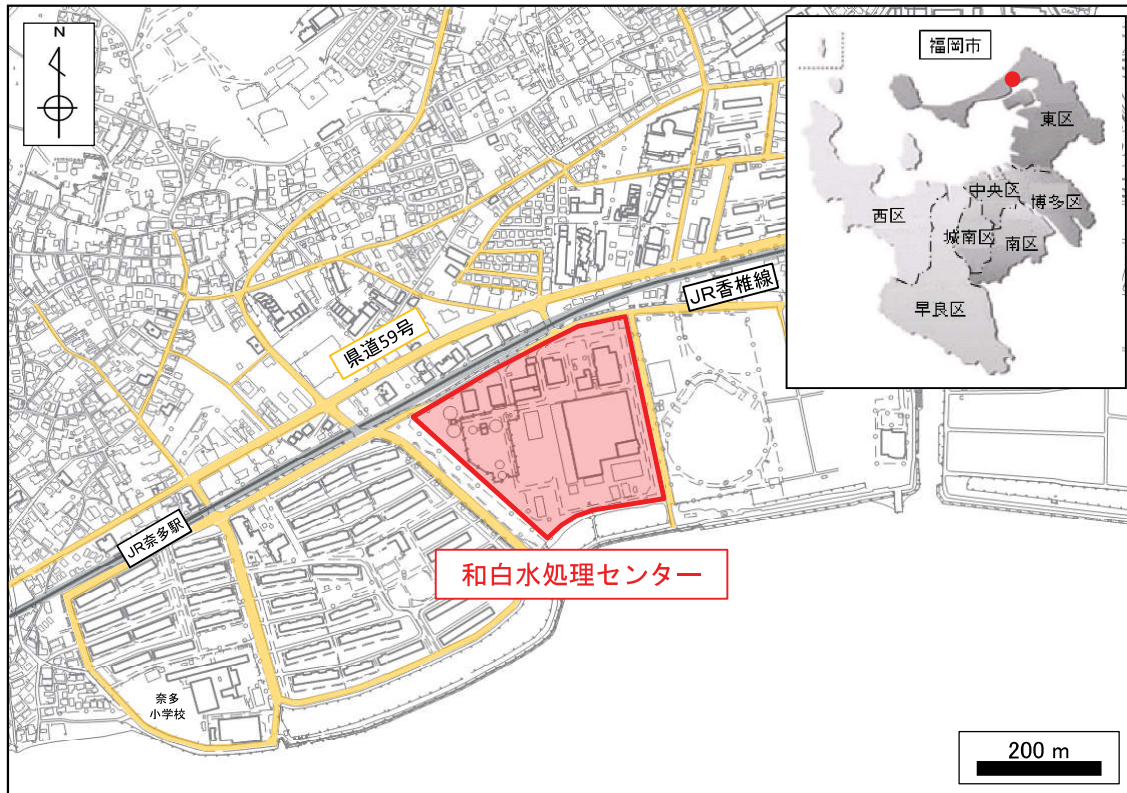 N
福岡市
東区
中央区
博多区
西区
城南区
南区
早良区
JR香椎線
県道59号
JR奈多駅
和白水処理センター
奈多
小学校
200 m